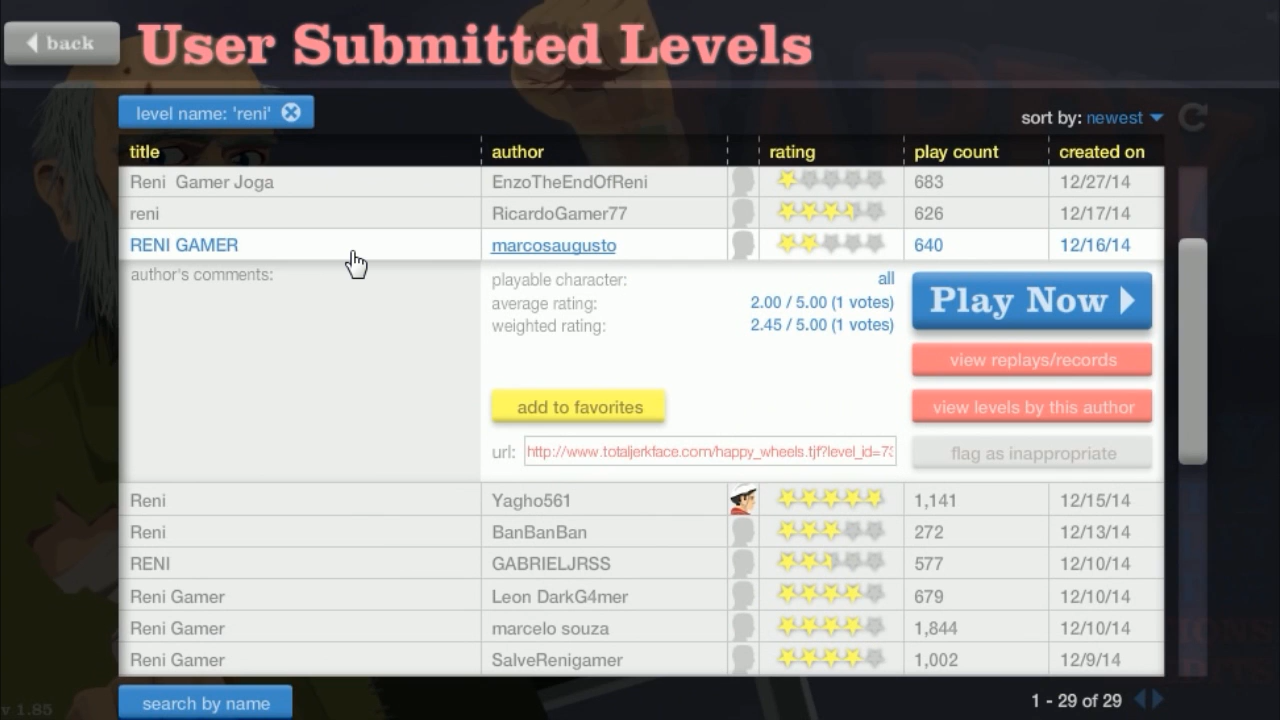 back
User Submitted Levels
level name: 'reni'
sort by: newest
title author rating play count created on
Reni Gamer Joga EnzoTheEndOfReni 683 12/27/14
reni RicardoGamer77 626 12/17/14
RENI GAMER marcosaugusto 640 12/16/14
author's comments:
playable character: all
average rating: 2.00 / 5.00 (1 votes)
weighted rating: 2.45 / 5.00 (1 votes)
Play Now
view replays/records
add to favorites
view levels by this author
url: http://www.totaljerkface.com/happy_wheels.tjf?level_id=7
flag as inappropriate
Reni Yagho561 1,141 12/15/14
Reni BanBanBan 272 12/13/14
RENI GABRIELJRSS 577 12/10/14
Reni Gamer Leon DarkG4mer 679 12/10/14
Reni Gamer marcelo souza 1,844 12/10/14
Reni Gamer SalveRenigamer 1,002 12/9/14
search by name
1 - 29 of 29
v 1.85